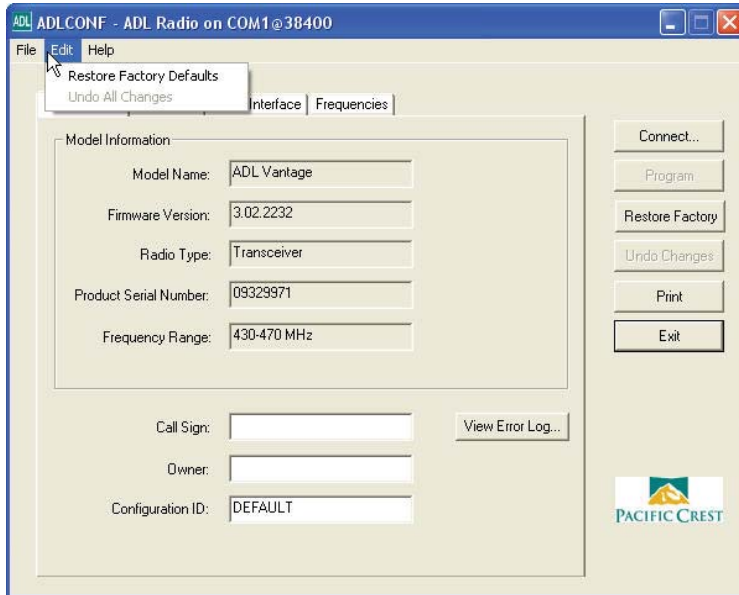 ADL ADLCONF - ADL Radio on COM1@38400
File Edit Help
Restore Factory Defaults
Undo All Changes
Interface Frequencies
Model Information
Model Name: ADL Vantage
Firmware Version: 3.02.2232
Radio Type: Transceiver
Product Serial Number: 09329971
Frequency Range: 430-470 MHz
Call Sign:
View Error Log...
Owner:
Configuration ID: DEFAULT
Connect...
Program
Restore Factory
Undo Changes
Print
Exit
PACIFIC CREST